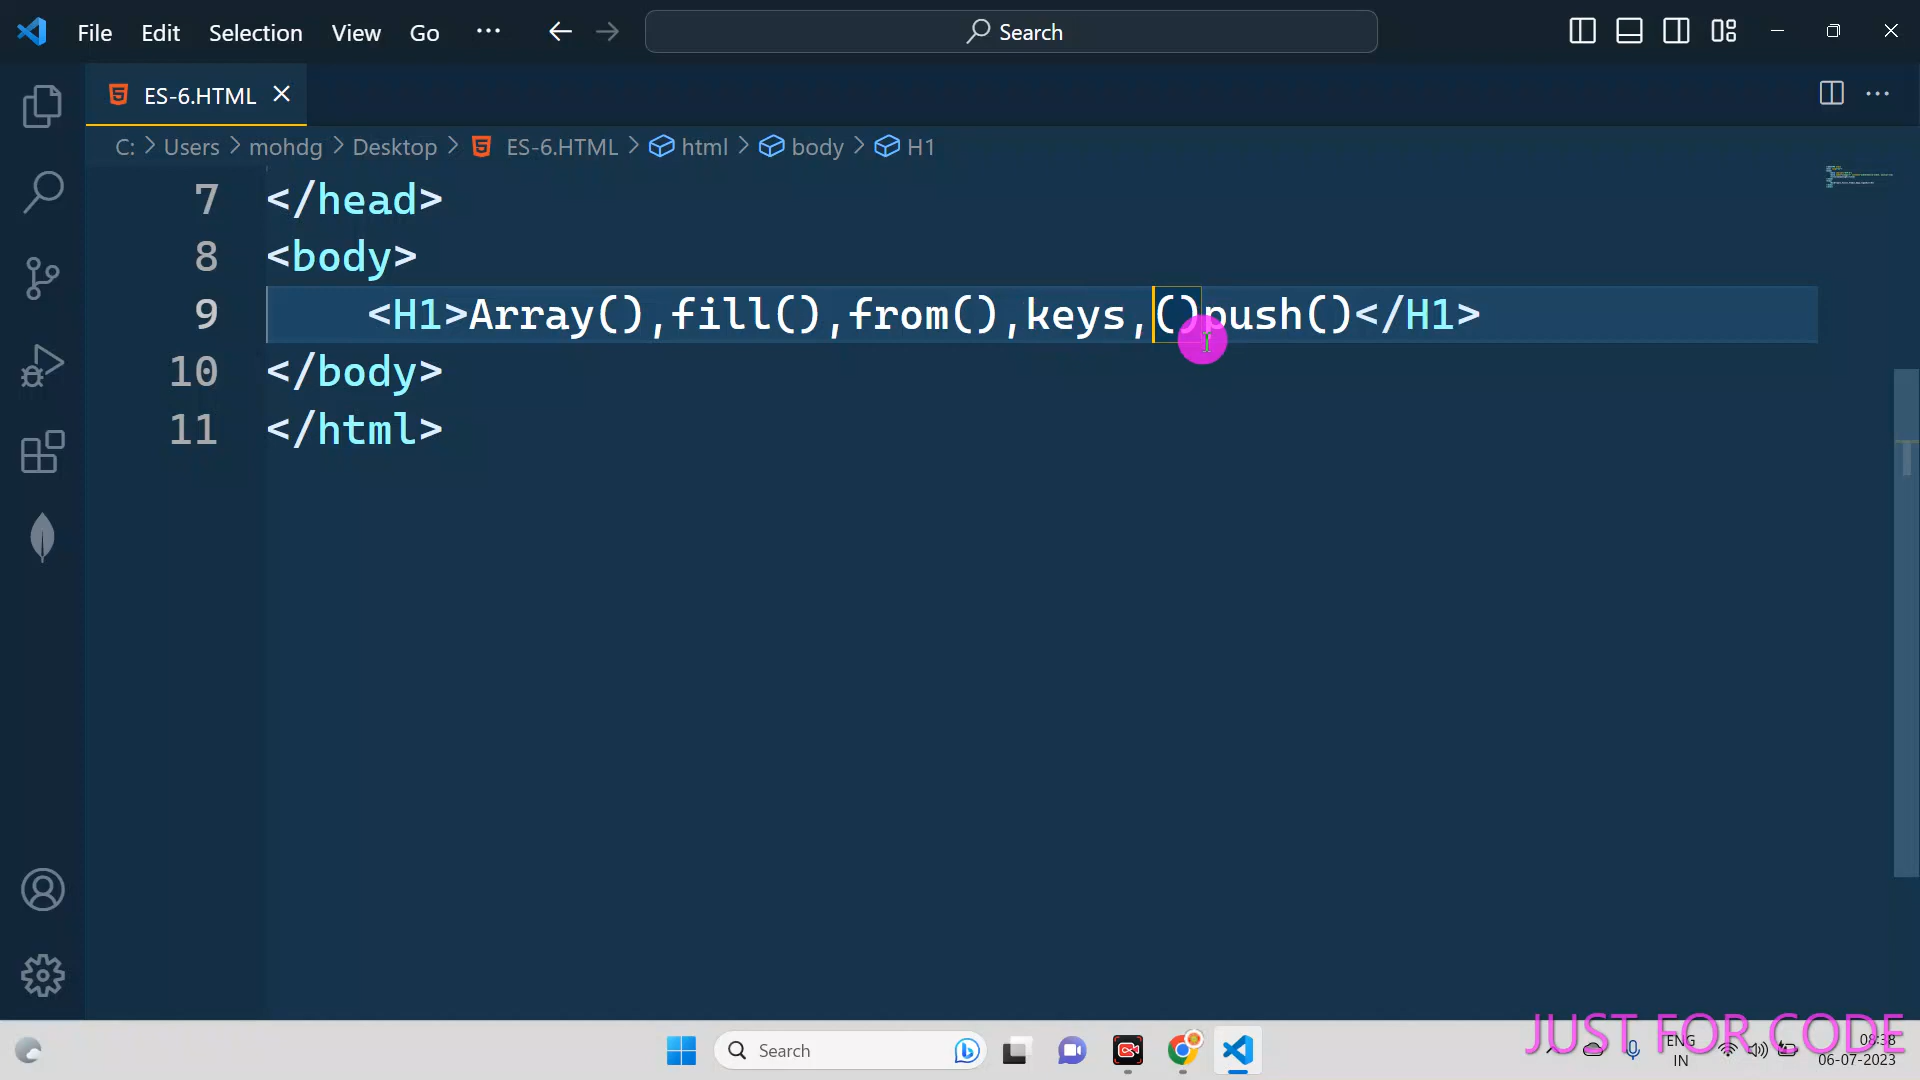 File Edit Selection View Go ··· Search
ES-6.HTML
C: > Users > mohdg > Desktop > ES-6.HTML > html > body > H1
7 </head>
8 <body>
9 <H1>Array(),fill(),from(),keys,()push()</H1>
10 </body>
11 </html>
JUST FOR CODE
Search
ENG
IN
08:38
06-07-2023